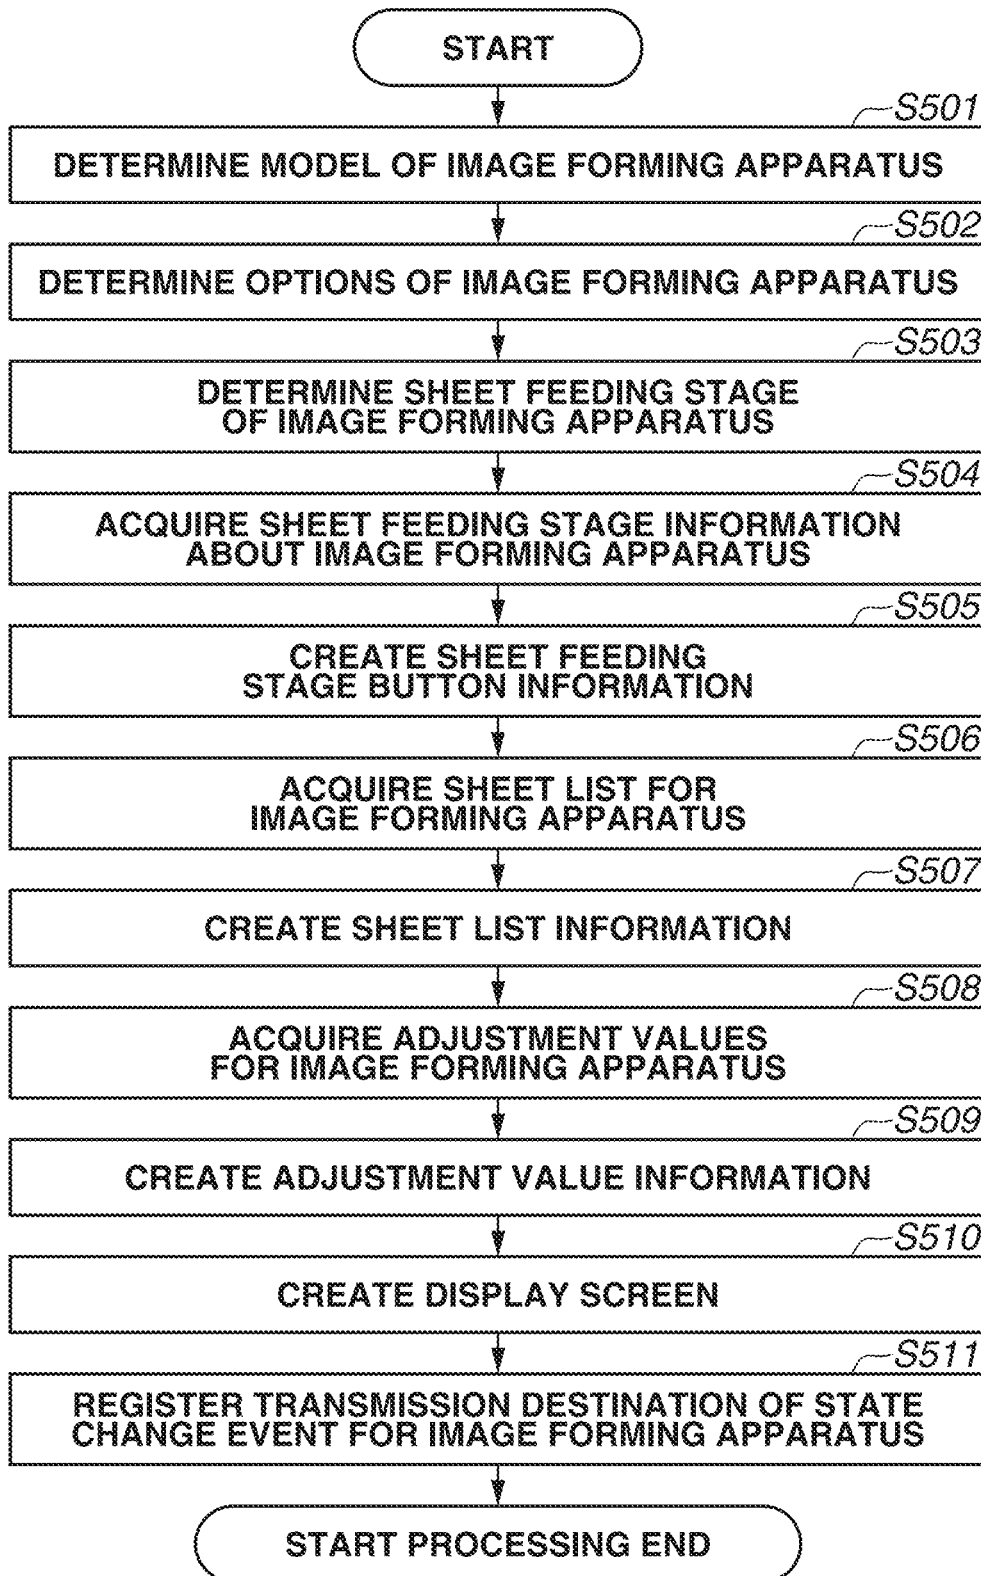 START
S501
DETERMINE MODEL OF IMAGE FORMING APPARATUS
S502
DETERMINE OPTIONS OF IMAGE FORMING APPARATUS
S503
DETERMINE SHEET FEEDING STAGE
OF IMAGE FORMING APPARATUS
S504
ACQUIRE SHEET FEEDING STAGE INFORMATION
ABOUT IMAGE FORMING APPARATUS
S505
CREATE SHEET FEEDING
STAGE BUTTON INFORMATION
S506
ACQUIRE SHEET LIST FOR
IMAGE FORMING APPARATUS
S507
CREATE SHEET LIST INFORMATION
S508
ACQUIRE ADJUSTMENT VALUES
FOR IMAGE FORMING APPARATUS
S509
CREATE ADJUSTMENT VALUE INFORMATION
S510
CREATE DISPLAY SCREEN
S511
REGISTER TRANSMISSION DESTINATION OF STATE
CHANGE EVENT FOR IMAGE FORMING APPARATUS
START PROCESSING END